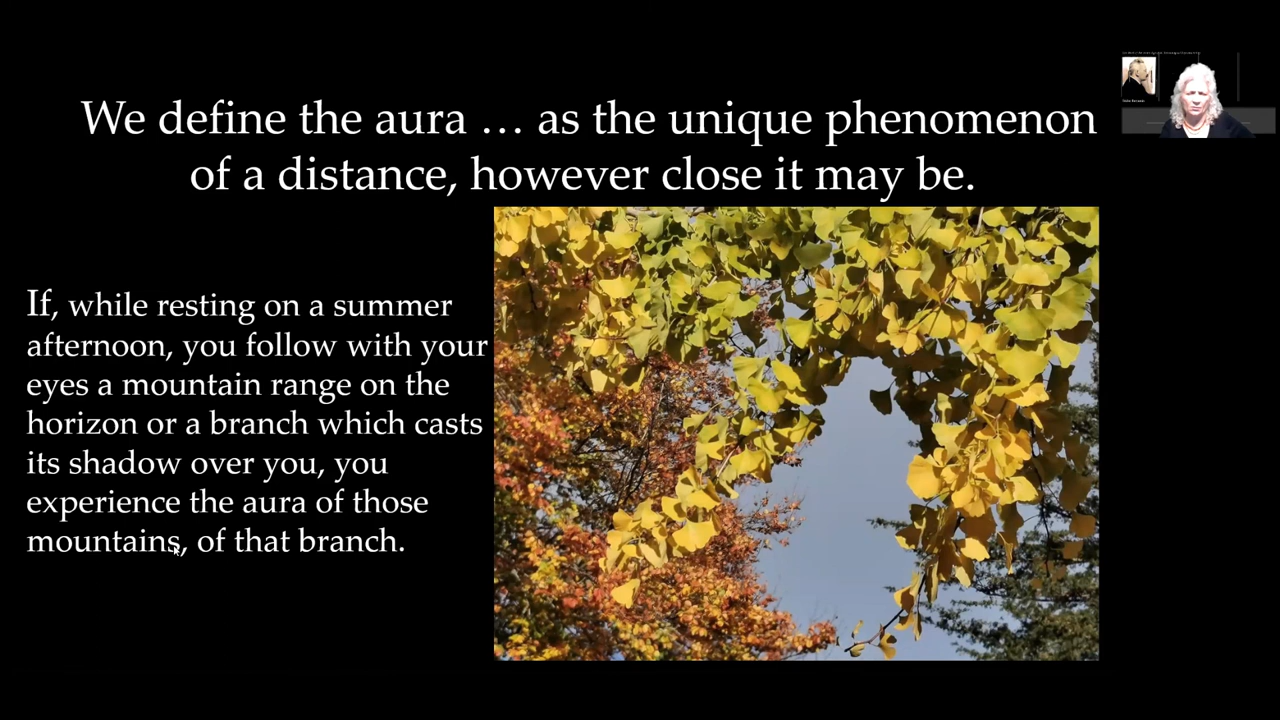 We define the aura … as the unique phenomenon
of a distance, however close it may be.
If, while resting on a summer
afternoon, you follow with your
eyes a mountain range on the
horizon or a branch which casts
its shadow over you, you
experience the aura of those
mountains, of that branch.